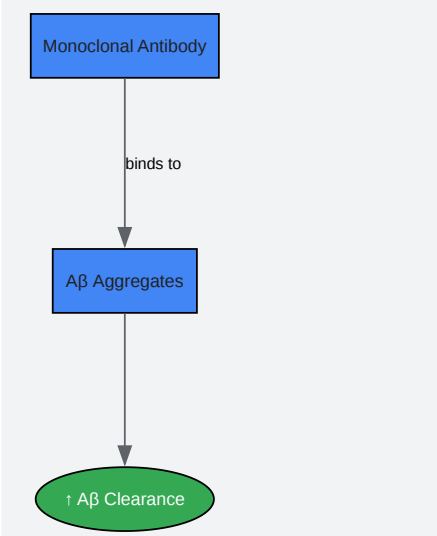 Monoclonal Antibody
binds to
Aβ Aggregates
↑ Aβ Clearance